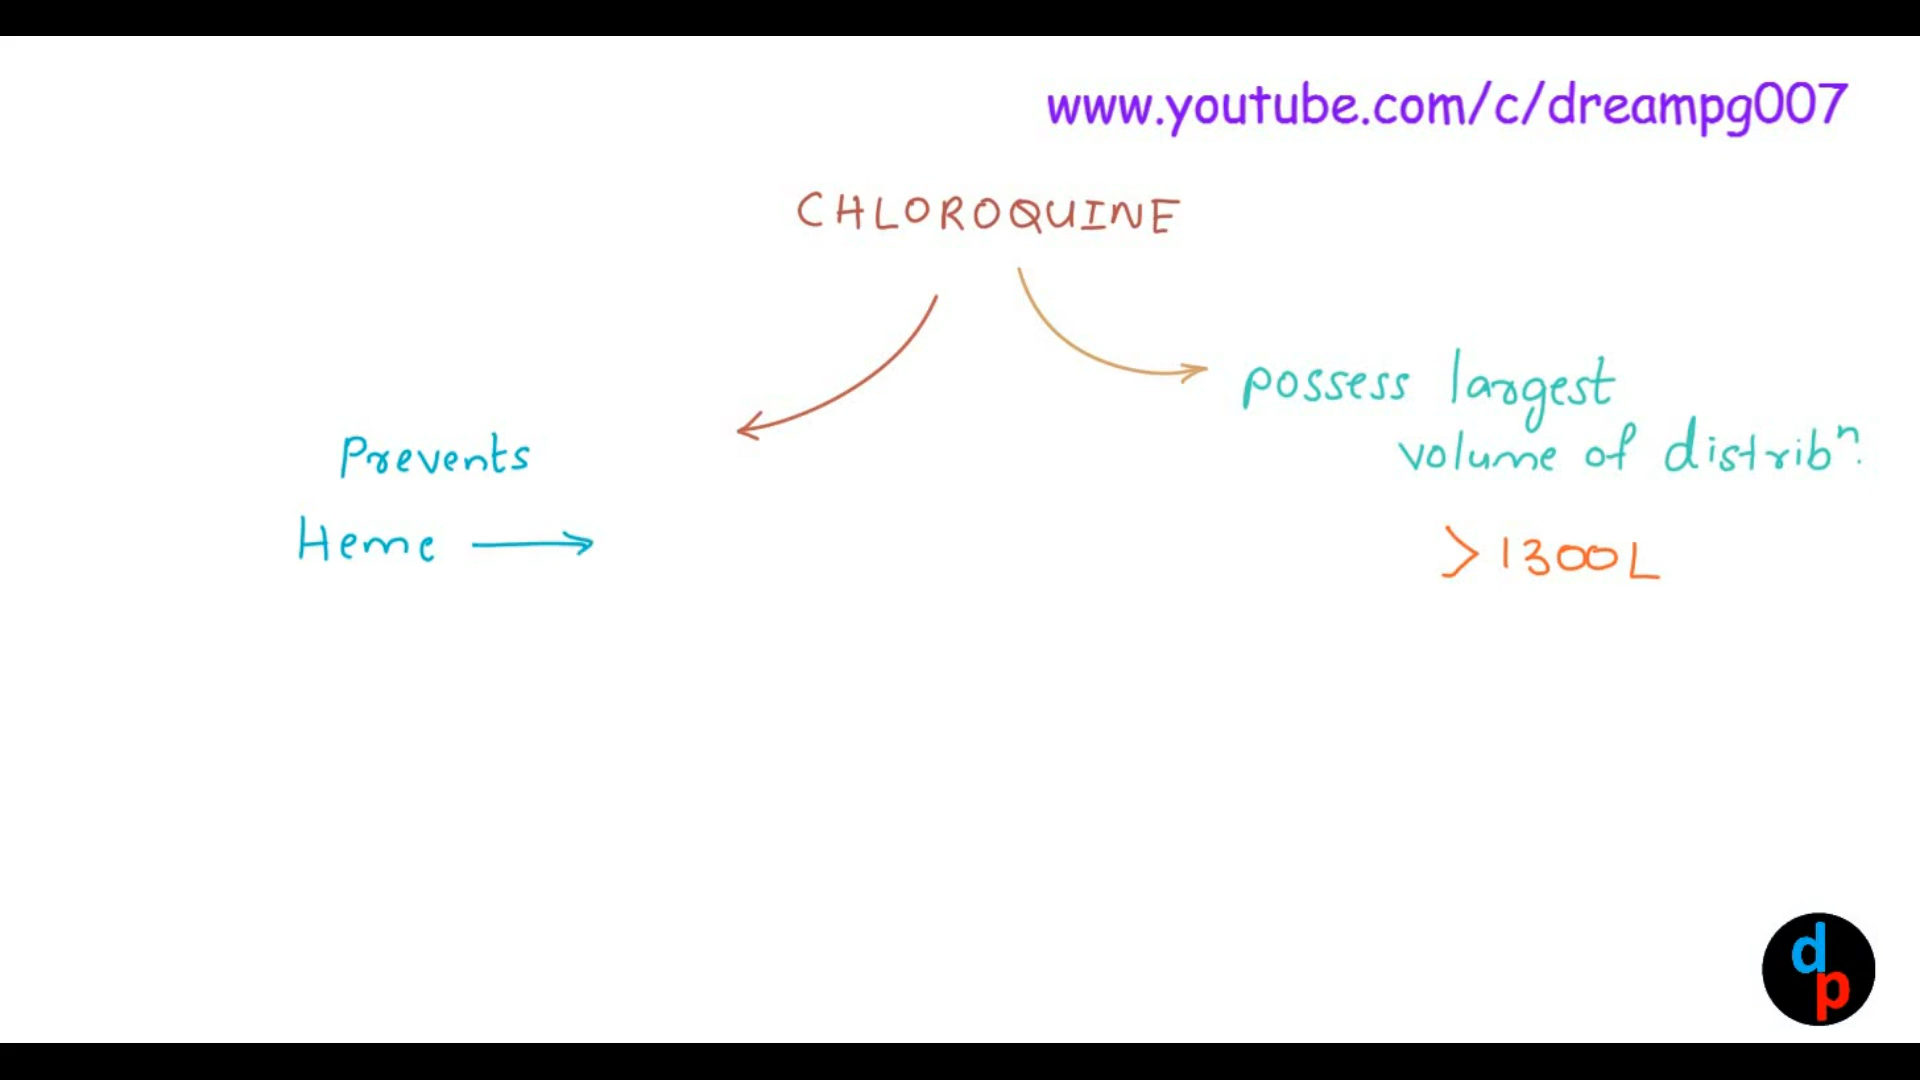 www.youtube.com/c/dreampg007
CHLOROQUINE
possess largest
volume of distribⁿ.
>1300L
Prevents
Heme →
dp